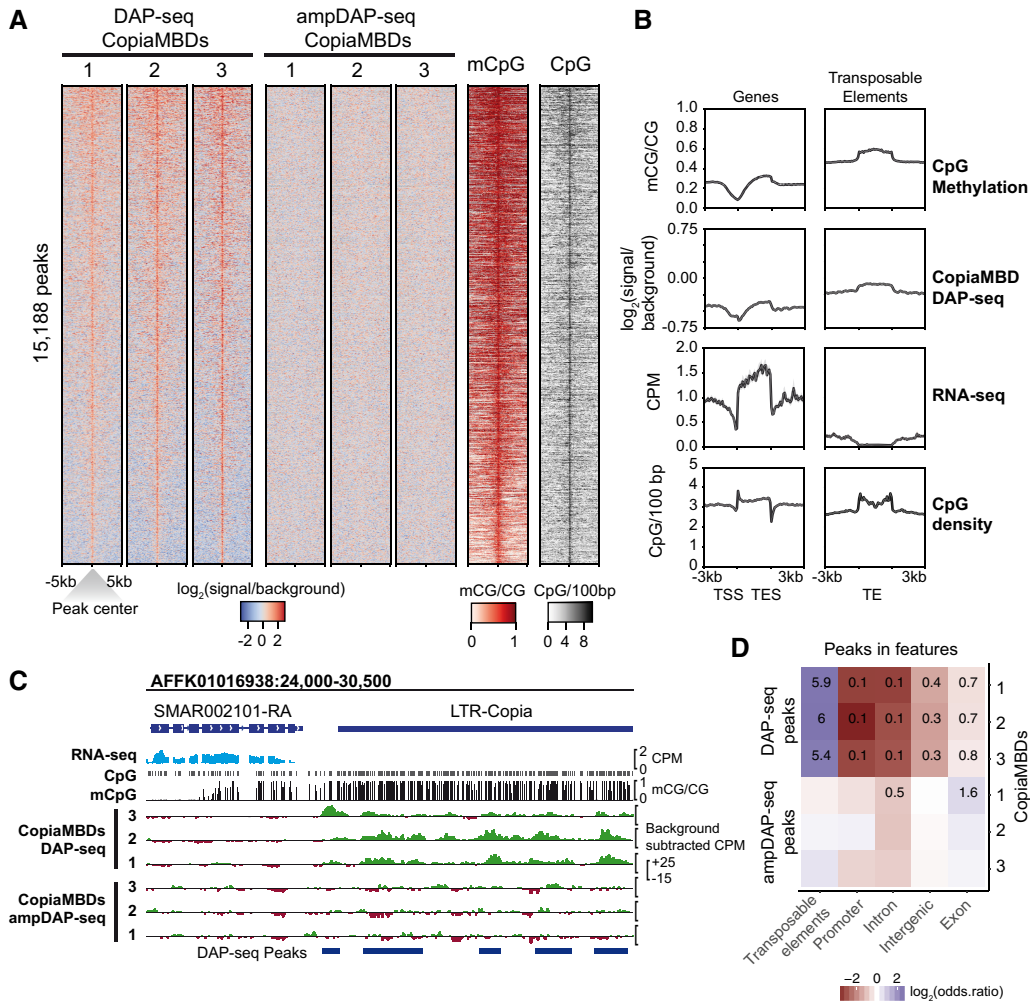 A
DAP-seq
CopiaMBDs
ampDAP-seq
CopiaMBDs
1 2 3 1 2 3 mCpG CpG
15,188 peaks
-5kb 5kb
Peak center
log2(signal/background)
-2 0 2
mCG/CG
0 1
CpG/100bp
0 4 8
B
Genes
Transposable
Elements
mCG/CG
1.0
0.8
0.6
0.4
0.2
0.0
CpG
Methylation
log2(signal/
background)
0.75
0.00
-0.75
CopiaMBD
DAP-seq
CPM
2.0
1.5
1.0
0.5
0.0
RNA-seq
CpG/100 bp
5
4
3
2
1
0
CpG
density
-3kb 3kb -3kb 3kb
TSS TES TE
C
AFFK01016938:24,000-30,500
SMAR002101-RA LTR-Copia
RNA-seq
2
0
CPM
CpG
mCpG
1
0
mCG/CG
CopiaMBDs
DAP-seq
3
2
1
Background
subtracted CPM
+25
-15
CopiaMBDs
ampDAP-seq
3
2
1
DAP-seq Peaks
D
Peaks in features
DAP-seq
peaks
5.9 0.1 0.1 0.4 0.7 1
6 0.1 0.1 0.3 0.7 2
5.4 0.1 0.1 0.3 0.8 3
ampDAP-seq
peaks
0.5 1.6 1
2
3
CopiaMBDs
Transposable
elements
Promoter
Intron
Intergenic
Exon
-2 0 2
log2(odds.ratio)